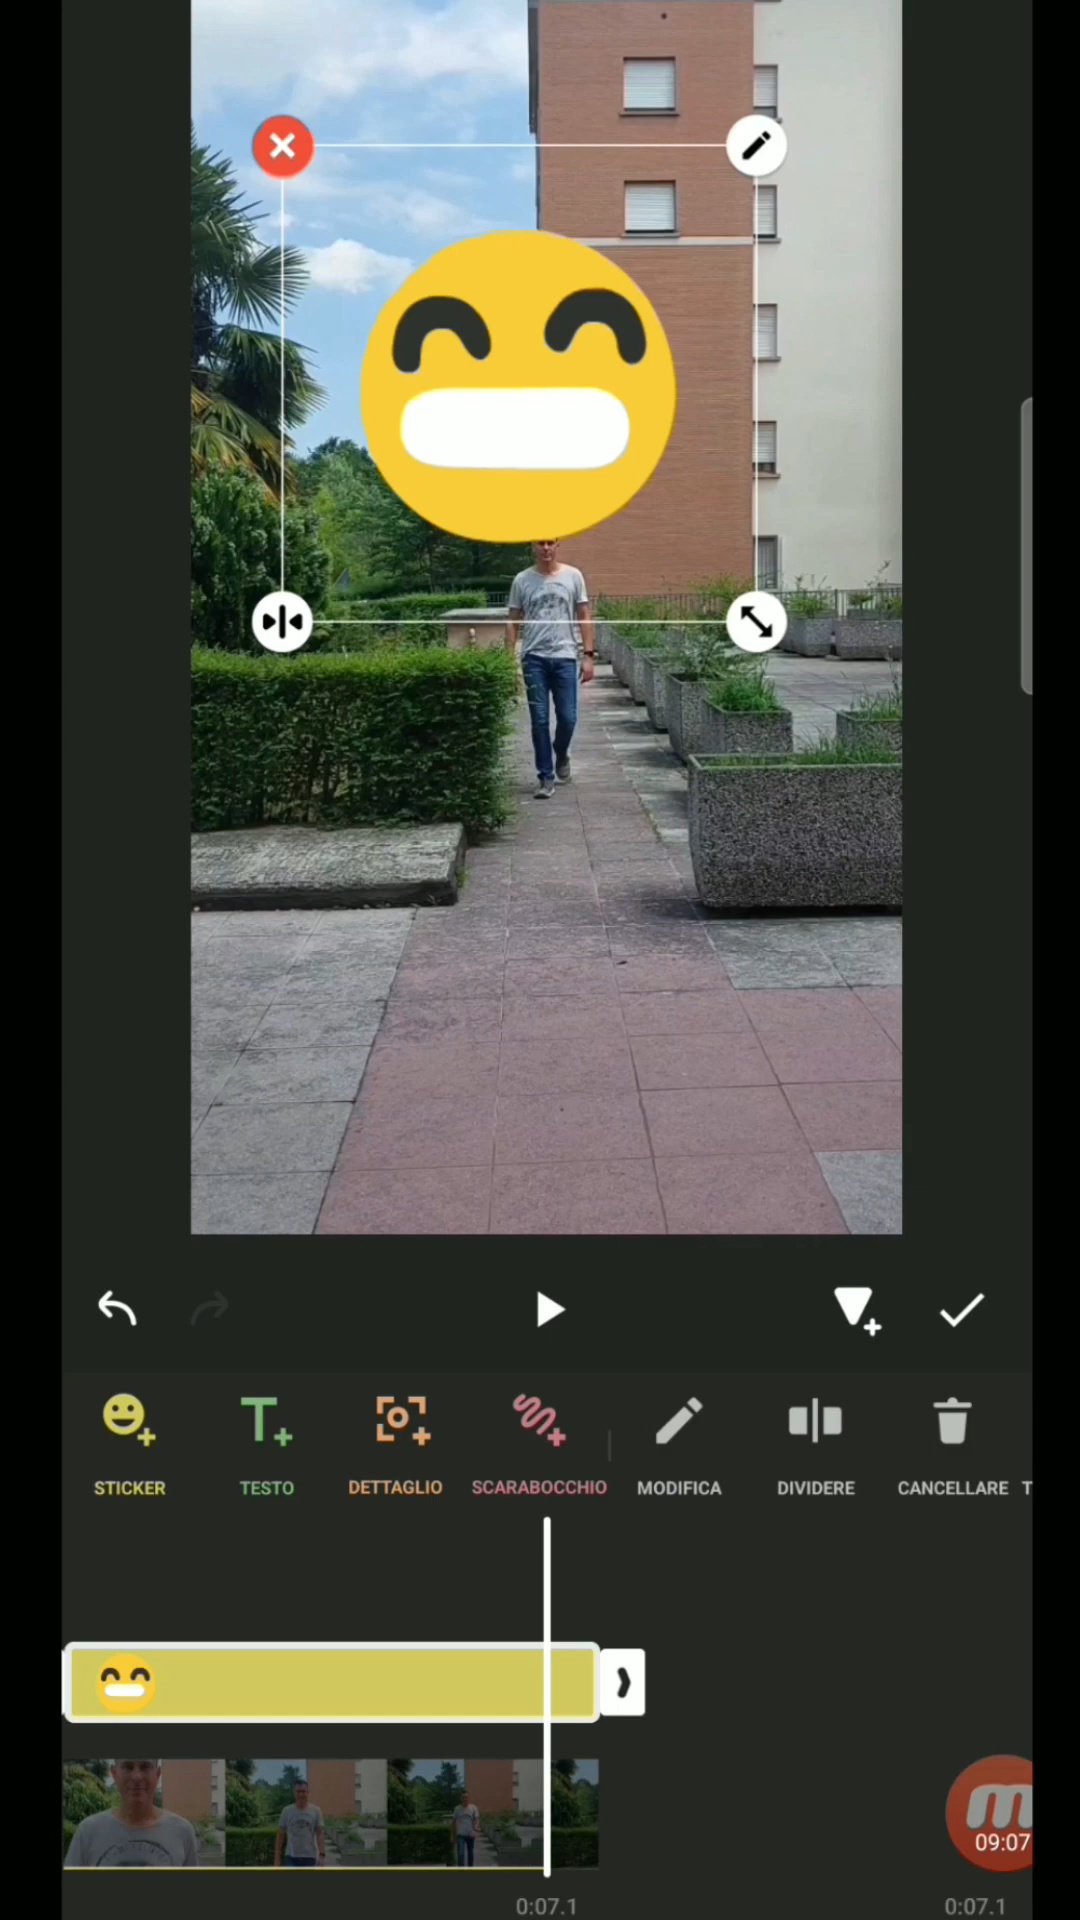 STICKER TESTO DETTAGLIO SCARABOCCHIO MODIFICA DIVIDERE CANCELLARE T
09:07
0:07.1 0:07.1